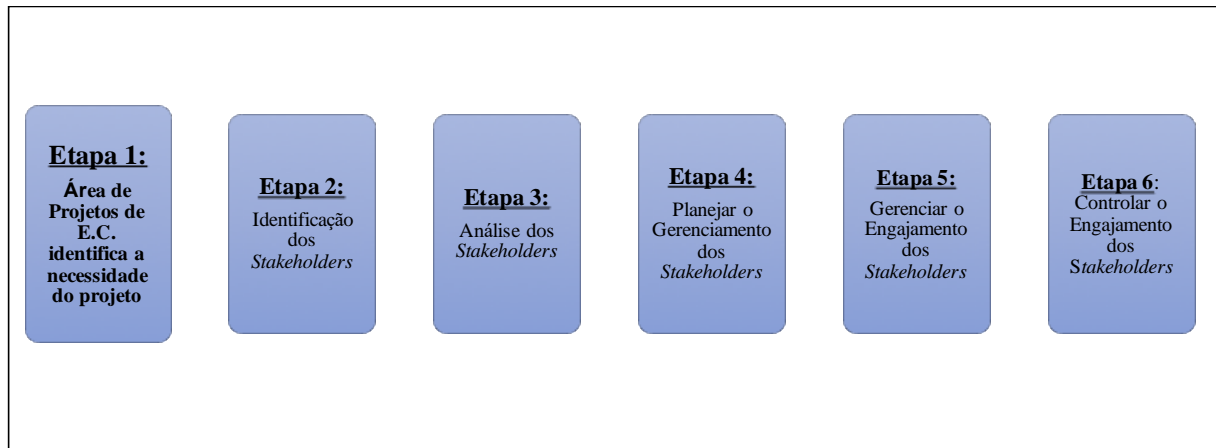 Etapa 1:
Área de
Projetos de
E.C.
identifica a
necessidade
do projeto
Etapa 2:
Identificação
dos
Stakeholders
Etapa 3:
Análise dos
Stakeholders
Etapa 4:
Planejar o
Gerenciamento
dos
Stakeholders
Etapa 5:
Gerenciar o
Engajamento
dos
Stakeholders
Etapa 6:
Controlar o
Engajamento
dos
Stakeholders